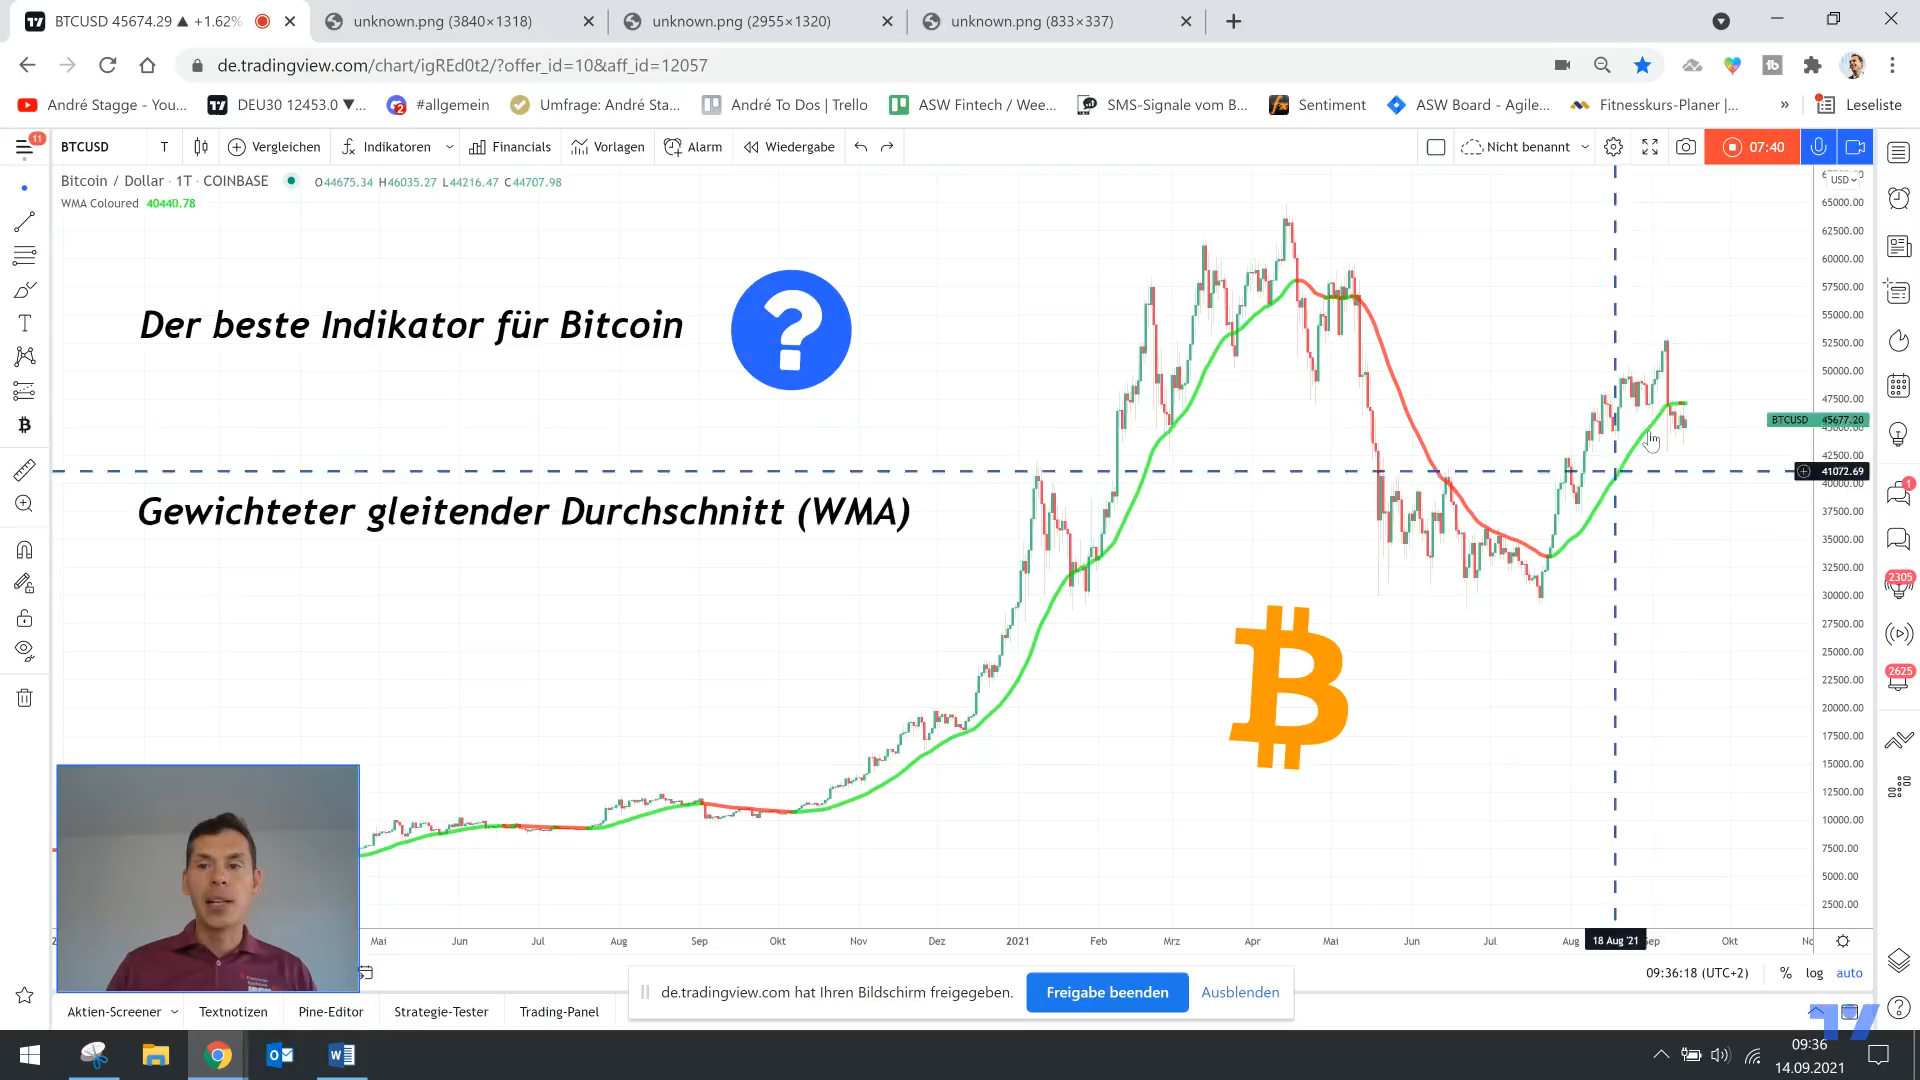 BTCUSD 45674.29 ▲ +1.62%
unknown.png (3840×1318)
unknown.png (2955×1320)
unknown.png (833×337)
de.tradingview.com/chart/igREd0t2/?offer_id=10&aff_id=12057
André Stagge - You...
DEU30 12453.0 ▼...
#allgemein
Umfrage: André Sta...
André To Dos | Trello
ASW Fintech / Wee...
SMS-Signale vom B...
Sentiment
ASW Board - Agile...
Fitnesskurs-Planer |...
»
Leseliste
11
BTCUSD
T
Vergleichen
Indikatoren
Financials
Vorlagen
Alarm
Wiedergabe
Nicht benannt
07:40
Bitcoin / Dollar · 1T · COINBASE
O44675.34 H46035.27 L44216.47 C44707.98
WMA Coloured 40440.78
USD
65000.00
62500.00
60000.00
57500.00
55000.00
52500.00
50000.00
47500.00
BTCUSD 45677.20
45000.00
42500.00
41072.69
40000.00
37500.00
35000.00
32500.00
30000.00
27500.00
25000.00
22500.00
20000.00
17500.00
15000.00
12500.00
10000.00
7500.00
5000.00
2500.00
Der beste Indikator für Bitcoin
?
Gewichteter gleitender Durchschnitt (WMA)
1
2305
2625
Mai
Jun
Jul
Aug
Sep
Okt
Nov
Dez
2021
Feb
Mrz
Apr
Mai
Jun
Jul
Aug
18 Aug '21
Okt
09:36:18 (UTC+2)
%
log
auto
de.tradingview.com hat Ihren Bildschirm freigegeben.
Freigabe beenden
Ausblenden
Aktien-Screener
Textnotizen
Pine-Editor
Strategie-Tester
Trading-Panel
09:36
14.09.2021